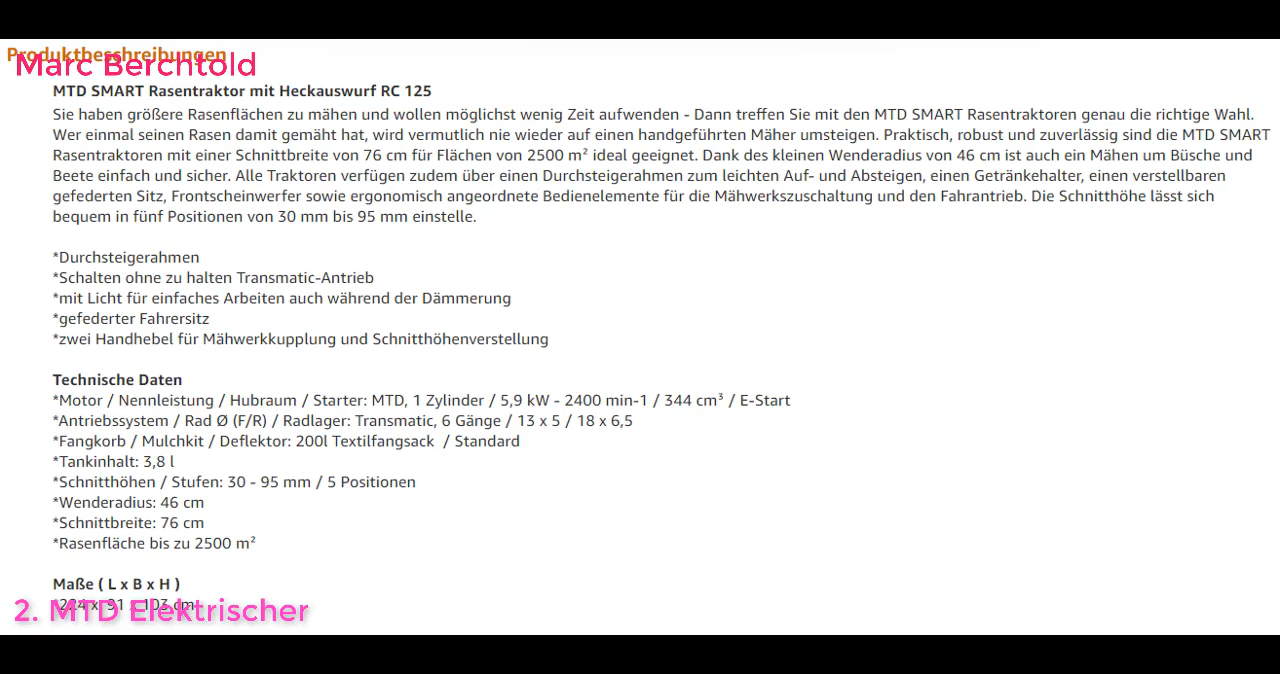 Produktbeschreibungen
Marc Berchtold
MTD SMART Rasentraktor mit Heckauswurf RC 125
Sie haben größere Rasenflächen zu mähen und wollen möglichst wenig Zeit aufwenden - Dann treffen Sie mit den MTD SMART Rasentraktoren genau die richtige Wahl.
Wer einmal seinen Rasen damit gemäht hat, wird vermutlich nie wieder auf einen handgeführten Mäher umsteigen. Praktisch, robust und zuverlässig sind die MTD SMART
Rasentraktoren mit einer Schnittbreite von 76 cm für Flächen von 2500 m² ideal geeignet. Dank des kleinen Wenderadius von 46 cm ist auch ein Mähen um Büsche und
Beete einfach und sicher. Alle Traktoren verfügen zudem über einen Durchsteigerahmen zum leichten Auf- und Absteigen, einen Getränkehalter, einen verstellbaren
gefederten Sitz, Frontscheinwerfer sowie ergonomisch angeordnete Bedienelemente für die Mähwerkszuschaltung und den Fahrantrieb. Die Schnitthöhe lässt sich
bequem in fünf Positionen von 30 mm bis 95 mm einstelle.
*Durchsteigerahmen
*Schalten ohne zu halten Transmatic-Antrieb
*mit Licht für einfaches Arbeiten auch während der Dämmerung
*gefederter Fahrersitz
*zwei Handhebel für Mähwerkkupplung und Schnitthöhenverstellung
Technische Daten
*Motor / Nennleistung / Hubraum / Starter: MTD, 1 Zylinder / 5,9 kW - 2400 min-1 / 344 cm³ / E-Start
*Antriebssystem / Rad Ø (F/R) / Radlager: Transmatic, 6 Gänge / 13 x 5 / 18 x 6,5
*Fangkorb / Mulchkit / Deflektor: 200l Textilfangsack / Standard
*Tankinhalt: 3,8 l
*Schnitthöhen / Stufen: 30 - 95 mm / 5 Positionen
*Wenderadius: 46 cm
*Schnittbreite: 76 cm
*Rasenfläche bis zu 2500 m²
Maße ( L x B x H )
224 x 91 x 103 cm
2. MTD Elektrischer